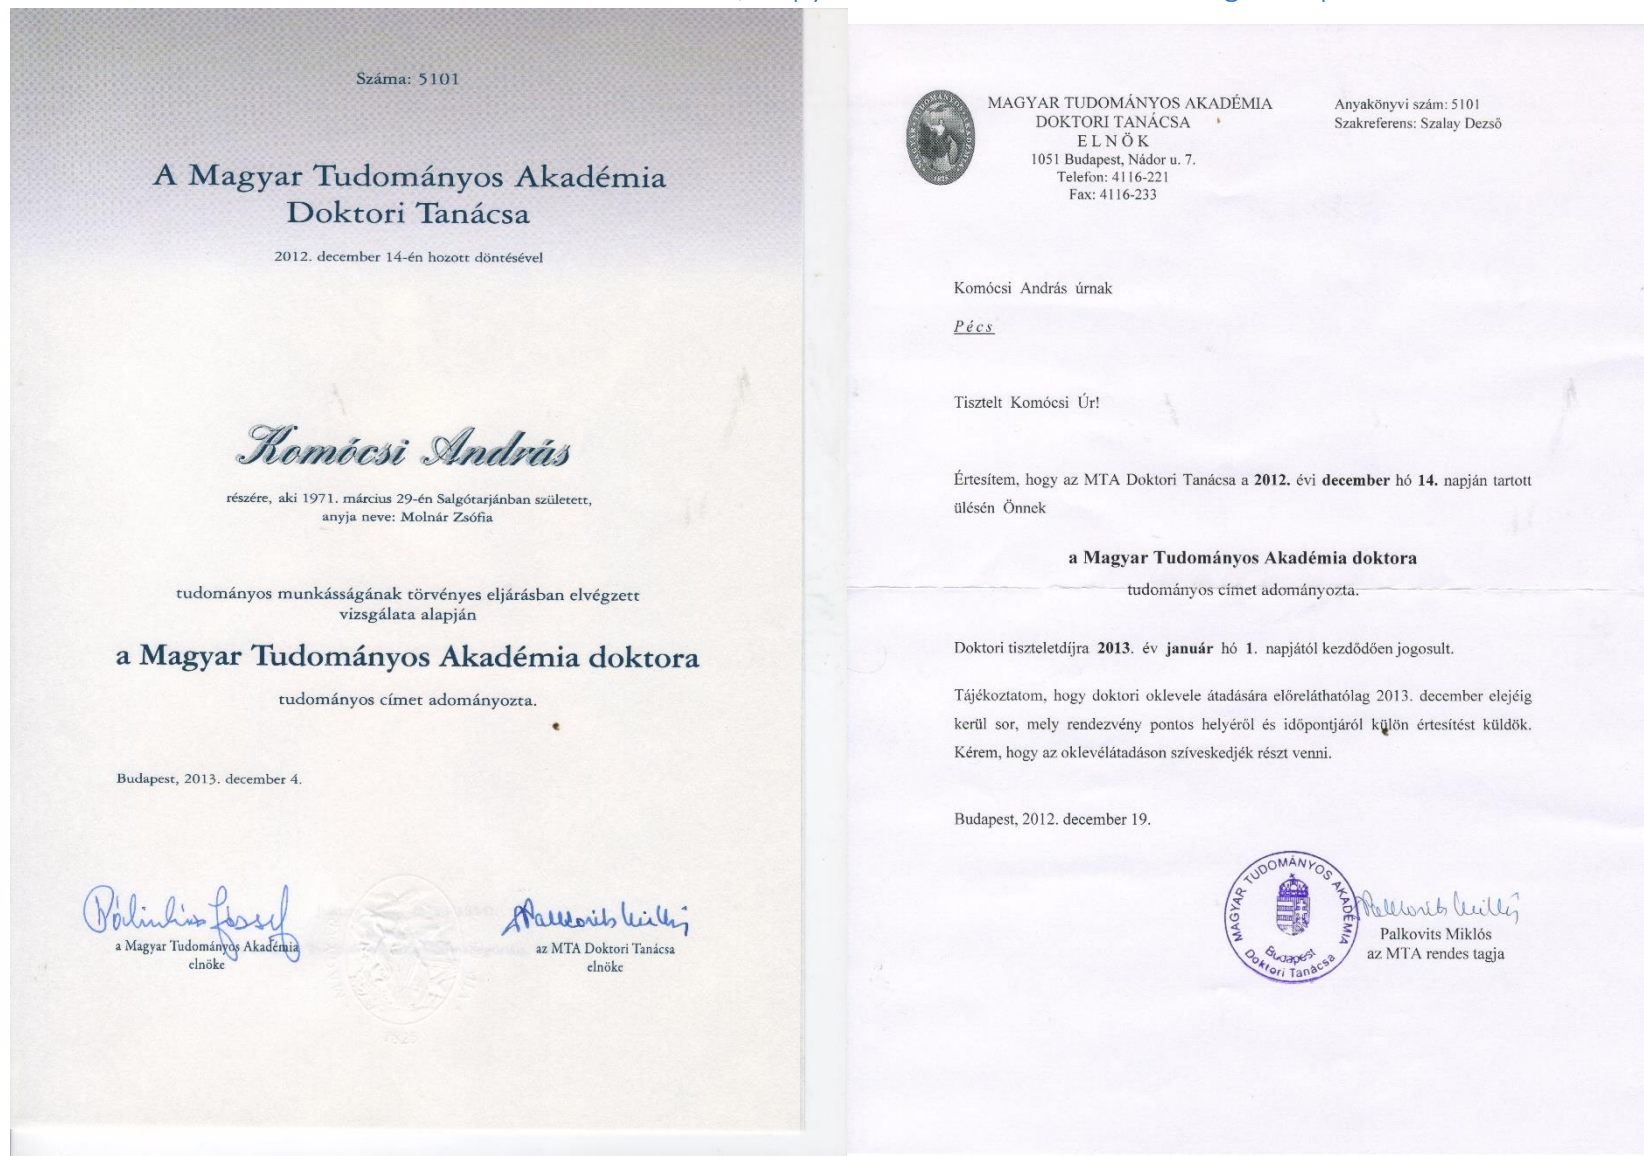 Száma: 5101
A Magyar Tudományos Akadémia
Doktori Tanácsa
2012. december 14-én hozott döntésével
Komócsi András
részére, aki 1971. március 29-én Salgótarjánban született,
anyja neve: Molnár Zsófia
tudományos munkásságának törvényes eljárásban elvégzett
vizsgálata alapján
a Magyar Tudományos Akadémia doktora
tudományos címet adományozta.
Budapest, 2013. december 4.
a Magyar Tudományos Akadémia
elnöke
az MTA Doktori Tanácsa
elnöke
MAGYAR TUDOMÁNYOS AKADÉMIA
DOKTORI TANÁCSA
ELNÖK
1051 Budapest, Nádor u. 7.
Telefon: 4116-221
Fax: 4116-233
Anyakönyvi szám: 5101
Szakreferens: Szalay Dezső
Komócsi András úrnak
Pécs
Tisztelt Komócsi Úr!
Értesítem, hogy az MTA Doktori Tanácsa a 2012. évi december hó 14. napján tartott
ülésén Önnek
a Magyar Tudományos Akadémia doktora
tudományos címet adományozta.
Doktori tiszteletdíjra 2013. év január hó 1. napjától kezdődően jogosult.
Tájékoztatom, hogy doktori oklevele átadására előreláthatólag 2013. december elejéig
kerül sor, mely rendezvény pontos helyéről és időpontjáról külön értesítést küldök.
Kérem, hogy az oklevélátadáson szíveskedjék részt venni.
Budapest, 2012. december 19.
MAGYAR TUDOMÁNYOS AKADÉMIA
Budapest
Doktori Tanácsa
Palkovits Miklós
az MTA rendes tagja